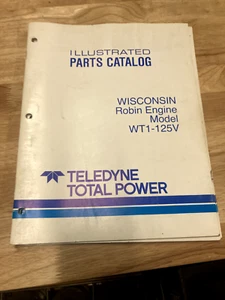 ILLUSTRATED
PARTS CATALOG
WISCONSIN
Robin Engine
Model
WT1-125V
TELEDYNE
TOTAL POWER